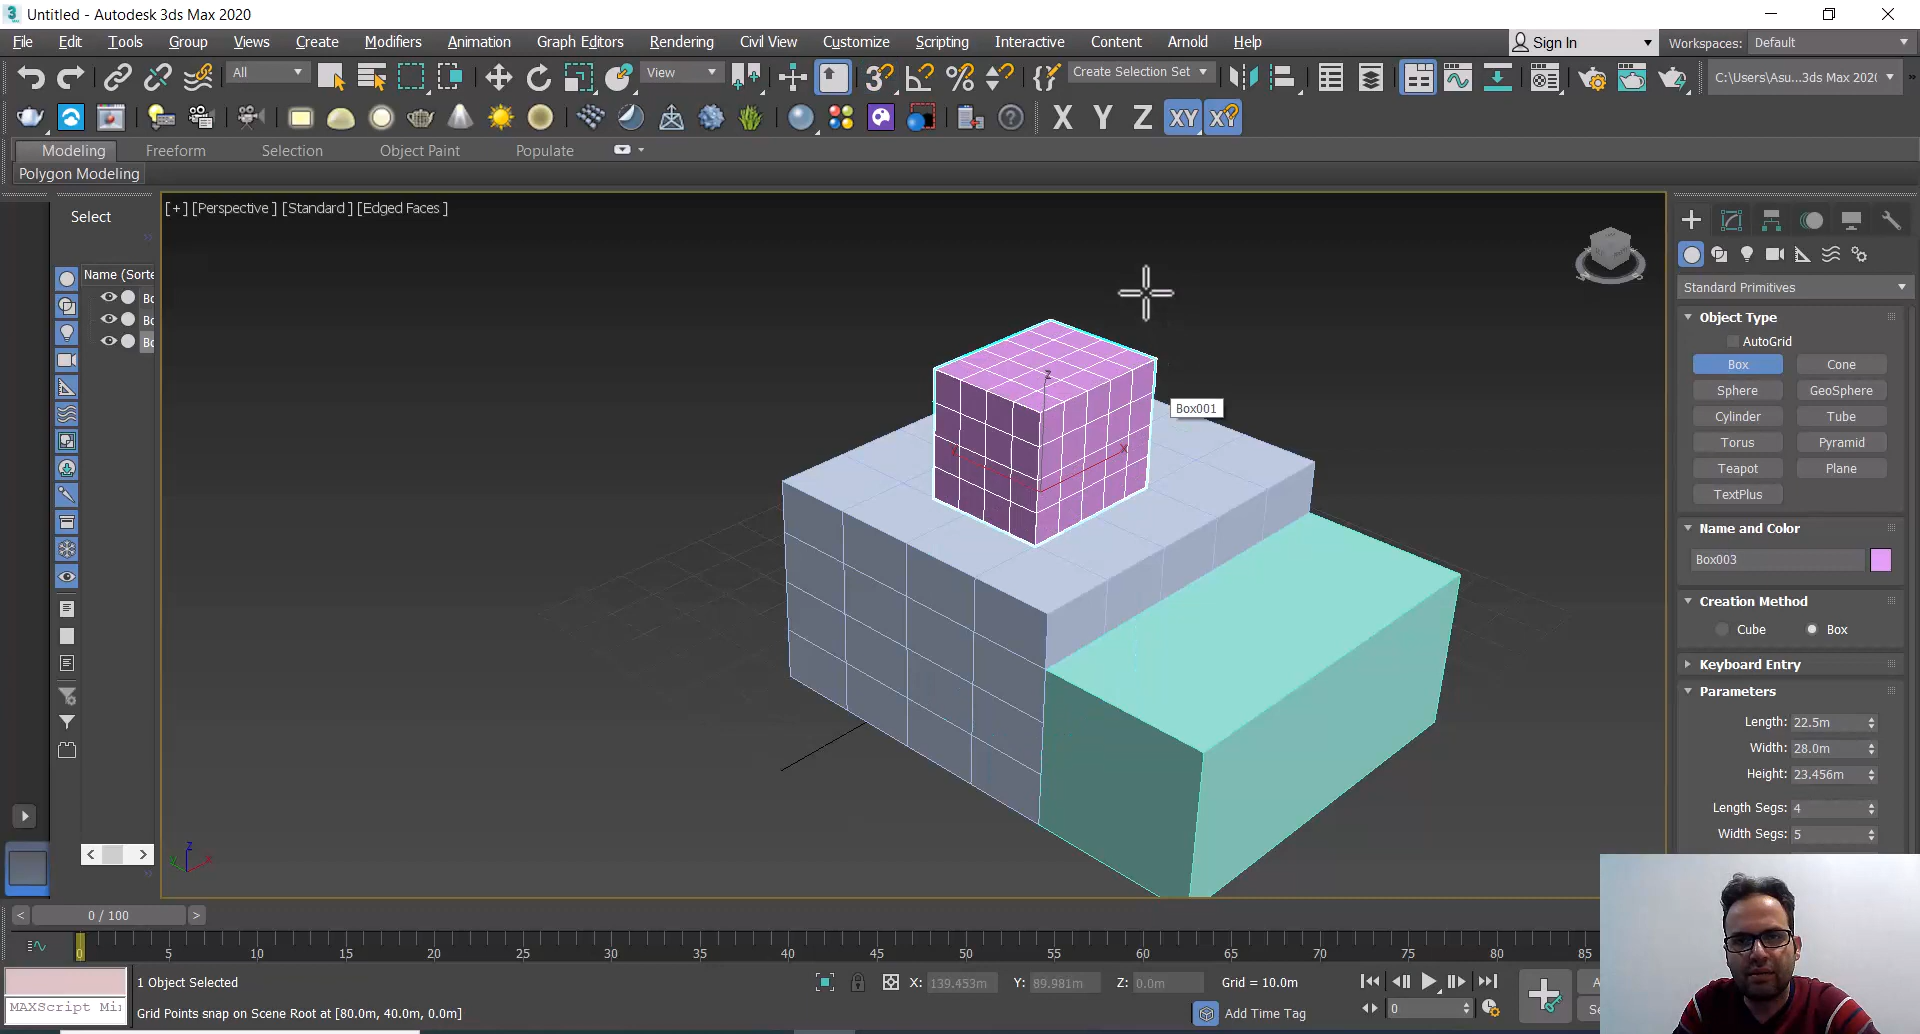 Untitled - Autodesk 3ds Max 2020
File Edit Tools Group Views Create Modifiers Animation Graph Editors Rendering Civil View Customize Scripting Interactive Content Arnold Help
Sign In
Workspaces: Default
All
View
Create Selection Set
C:\Users\Asu...3ds Max 202
X Y Z XY
Modeling Freeform Selection Object Paint Populate
Polygon Modeling
Select
[+] [Perspective] [Standard] [Edged Faces]
Name (Sorte
Bo
Bo
Bo
z
x
y
Box001
z
x
y
Standard Primitives
Object Type
AutoGrid
Box Cone
Sphere GeoSphere
Cylinder Tube
Torus Pyramid
Teapot Plane
TextPlus
Name and Color
Box003
Creation Method
Cube Box
Keyboard Entry
Parameters
Length: 22.5m
Width: 28.0m
Height: 23.456m
Length Segs: 4
Width Segs: 5
< >
< 0 / 100 >
0 5 10 15 20 25 30 35 40 45 50 55 60 65 70 75 80 85
1 Object Selected
X: 139.453m Y: 89.981m Z: 0.0m Grid = 10.0m
MAXScript Mi
Grid Points snap on Scene Root at [80.0m, 40.0m, 0.0m]
Add Time Tag
0
Se